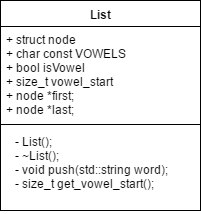 List
+ struct node
+ char const VOWELS
+ bool isVowel
+ size_t vowel_start
+ node *first;
+ node *last;
- List();
- ~List();
- void push(std::string word);
- size_t get_vowel_start();